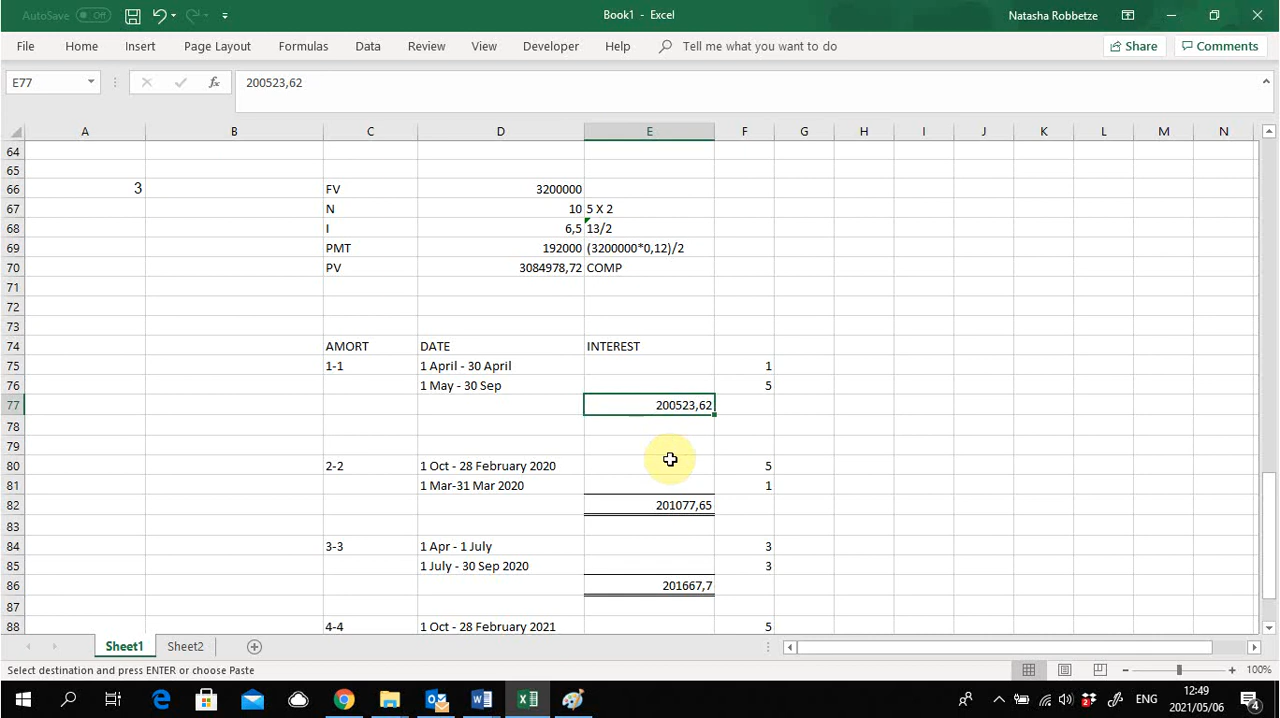 AutoSave Off
Book1 - Excel
Natasha Robbetze
File Home Insert Page Layout Formulas Data Review View Developer Help Tell me what you want to do Share Comments
E77 fx 200523,62
A B C D E F G H I J K L M N
64
65
66 3 FV 3200000
67 N 10 5 X 2
68 I 6,5 13/2
69 PMT 192000 (3200000*0,12)/2
70 PV 3084978,72 COMP
71
72
73
74 AMORT DATE INTEREST
75 1-1 1 April - 30 April 1
76 1 May - 30 Sep 5
77 200523,62
78
79
80 2-2 1 Oct - 28 February 2020 5
81 1 Mar-31 Mar 2020 1
82 201077,65
83
84 3-3 1 Apr - 1 July 3
85 1 July - 30 Sep 2020 3
86 201667,7
87
88 4-4 1 Oct - 28 February 2021 5
Sheet1 Sheet2
Select destination and press ENTER or choose Paste
100%
ENG
12:49
2021/05/06
4